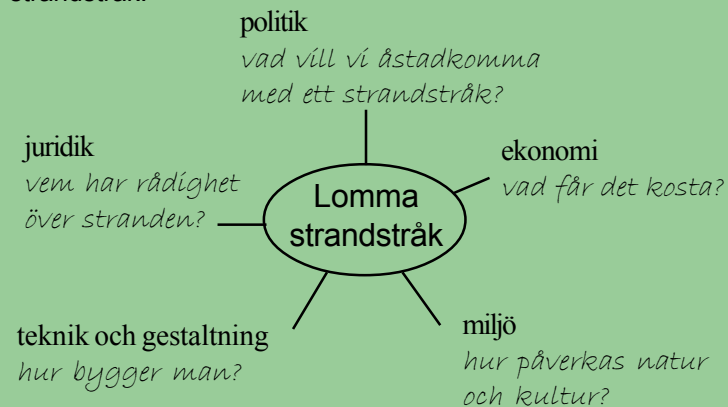 politik
vad vill vi åstadkomma
med ett strandstråk?
juridik
vem har rådighet
över stranden?
ekonomi
vad får det kosta?
Lomma
strandstråk
teknik och gestaltning
hur bygger man?
miljö
hur påverkas natur
och kultur?